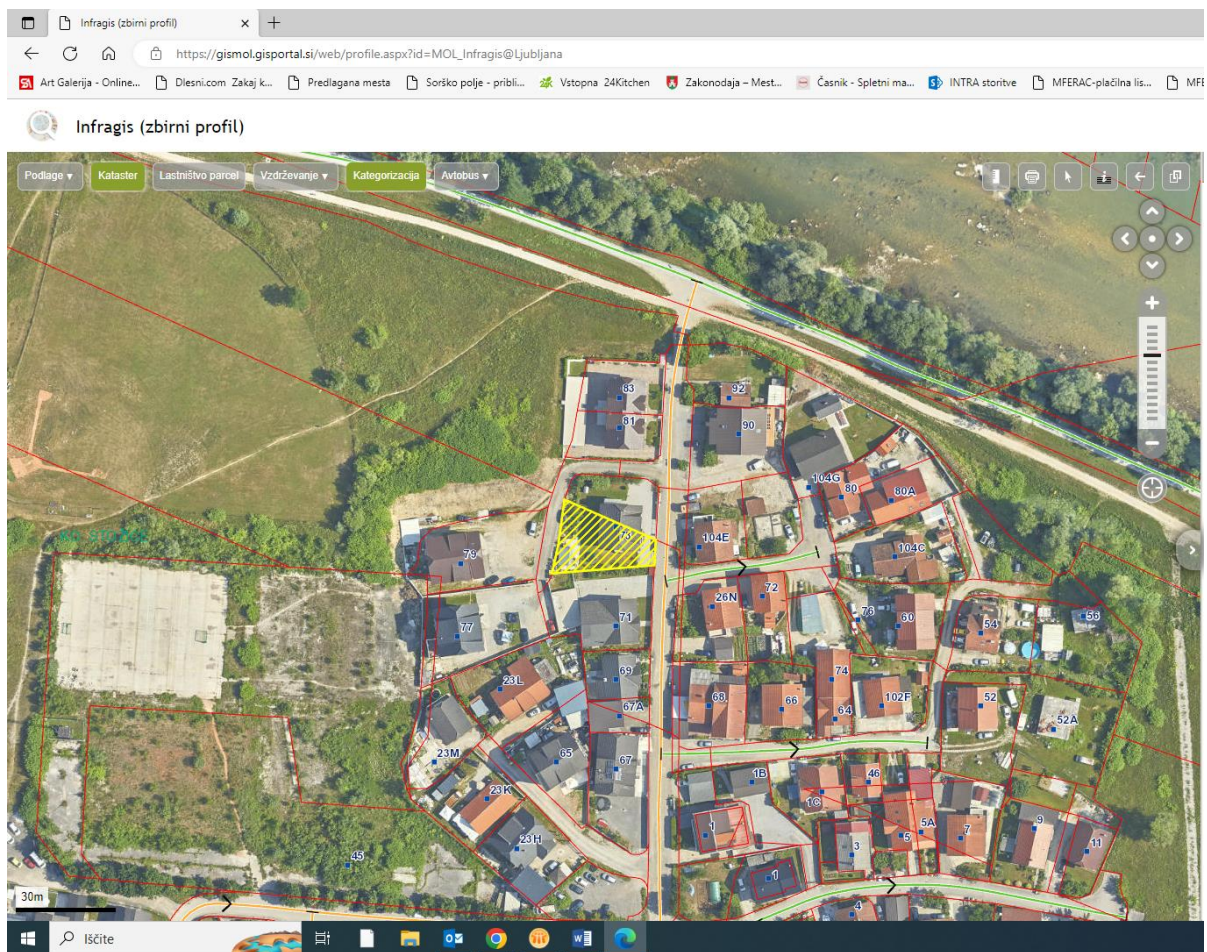 Infragis (zbirni profil)
https://gismol.gisportal.si/web/profile.aspx?id=MOL_Infragis@Ljubljana
Art Galerija - Online... Dlesni.com Zakaj k... Predlagana mesta Sorško polje - pribli... Vstopna 24Kitchen Zakonodaja – Mest... Časnik - Spletni ma... INTRA storitve MFERAC-plačilna lis... MFE
Infragis (zbirni profil)
Podlage Kataster Lastništvo parcel Vzdrževanje Kategorizacija Avtobus
83
92
81
90
104G
80
80A
73
104E
104C
79
72
26N
76
60
56
54
77
71
69
23L
74
68
66
102F
52
67A
64
52A
23M
65
67
1B
46
23K
1C
1
5A
9
5
7
23H
3
11
45
1
4
30m
Iščite